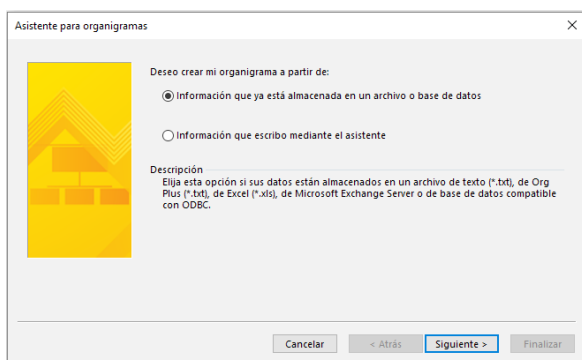 Asistente para organigramas
Deseo crear mi organigrama a partir de:
Información que ya está almacenada en un archivo o base de datos
Información que escribo mediante el asistente
Descripción
Elija esta opción si sus datos están almacenados en un archivo de texto (*.txt), de Org
Plus (*.txt), de Excel (*.xls), de Microsoft Exchange Server o de base de datos compatible
con ODBC.
Cancelar
< Atrás
Siguiente >
Finalizar